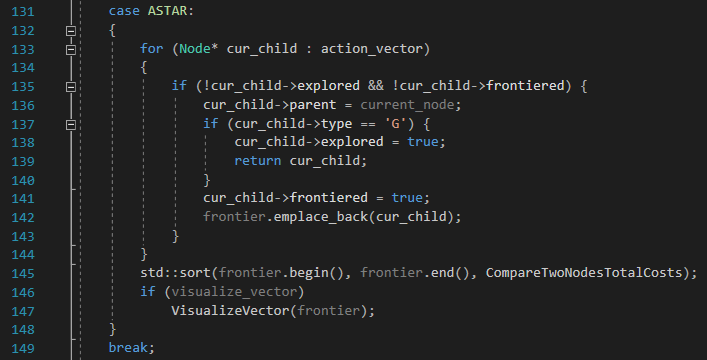 131 case ASTAR:
132 {
133 for (Node* cur_child : action_vector)
134 {
135 if (!cur_child->explored && !cur_child->frontiered) {
136 cur_child->parent = current_node;
137 if (cur_child->type == 'G') {
138 cur_child->explored = true;
139 return cur_child;
140 }
141 cur_child->frontiered = true;
142 frontier.emplace_back(cur_child);
143 }
144 }
145 std::sort(frontier.begin(), frontier.end(), CompareTwoNodesTotalCosts);
146 if (visualize_vector)
147 VisualizeVector(frontier);
148 }
149 break;